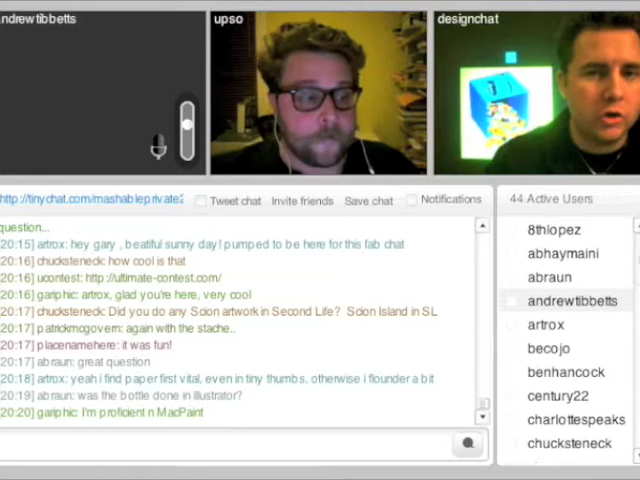 andrewtibbetts
upso
designchat
http://tinychat.com/mashableprivate2
Tweet chat
Invite friends
Save chat
Notifications
44 Active Users
question...
[20:15] artrox: hey gary , beatiful sunny day! pumped to be here for this fab chat
[20:16] chucksteneck: how cool is that
[20:16] ucontest: http://ultimate-contest.com/
[20:16] gariphic: artrox, glad you're here, very cool
[20:17] chucksteneck: Did you do any Scion artwork in Second Life?  Scion Island in SL
[20:17] patrickmcgovern: again with the stache..
[20:17] placenamehere: it was fun!
[20:17] abraun: great question
[20:18] artrox: yeah i find paper first vital, even in tiny thumbs, otherwise i flounder a bit
[20:19] abraun: was the bottle done in illustrator?
[20:20] gariphic: I'm proficient n MacPaint
8thlopez
abhaymaini
abraun
andrewtibbetts
artrox
becojo
benhancock
century22
charlottespeaks
chucksteneck